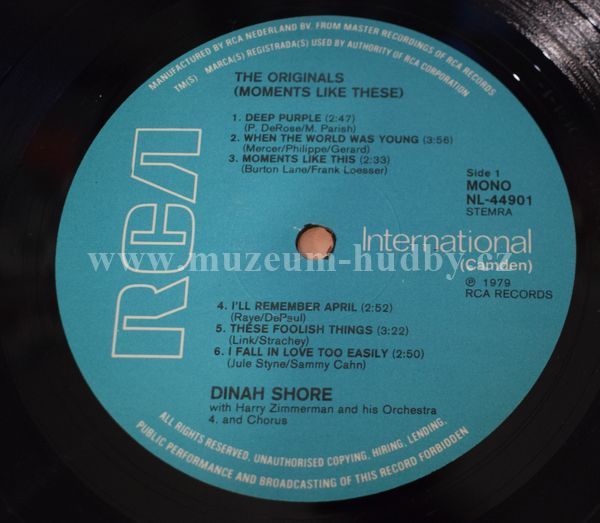 MANUFACTURED BY RCA NEDERLAND BV. FROM MASTER RECORDINGS OF RCA RECORDS
TM(S) MARCA(S) REGISTRADA(S) USED BY AUTHORITY OF RCA CORPORATION
THE ORIGINALS
(MOMENTS LIKE THESE)
1. DEEP PURPLE (2:47)
(P. DeRose/M. Parish)
2. WHEN THE WORLD WAS YOUNG (3:56)
(Mercer/Philippe/Gerard)
3. MOMENTS LIKE THIS (2:33)
(Burton Lane/Frank Loesser)
Side 1
MONO
NL-44901
STEMRA
RCA
International
(Camden)
www.muzeum-hudby.cz
℗ 1979
RCA RECORDS
4. I'LL REMEMBER APRIL (2:52)
(Raye/DePaul)
5. THESE FOOLISH THINGS (3:22)
(Link/Strachey)
6. I FALL IN LOVE TOO EASILY (2:50)
(Jule Styne/Sammy Cahn)
DINAH SHORE
with Harry Zimmerman and his Orchestra
4. and Chorus
ALL RIGHTS RESERVED. UNAUTHORISED COPYING, HIRING, LENDING,
PUBLIC PERFORMANCE AND BROADCASTING OF THIS RECORD FORBIDDEN